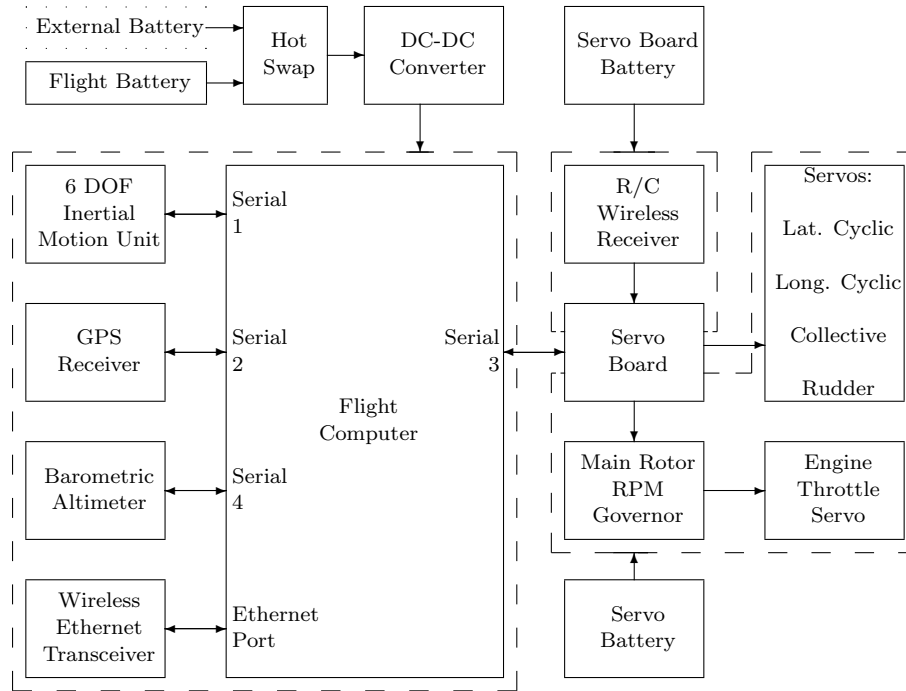 External Battery
Flight Battery
Hot
Swap
DC-DC
Converter
Servo Board
Battery
6 DOF
Inertial
Motion Unit
Serial
1
GPS
Receiver
Serial
2
Barometric
Altimeter
Serial
4
Wireless
Ethernet
Transceiver
Ethernet
Port
Flight
Computer
Serial
3
R/C
Wireless
Receiver
Servo
Board
Main Rotor
RPM
Governor
Servo
Battery
Servos:
Lat. Cyclic
Long. Cyclic
Collective
Rudder
Engine
Throttle
Servo